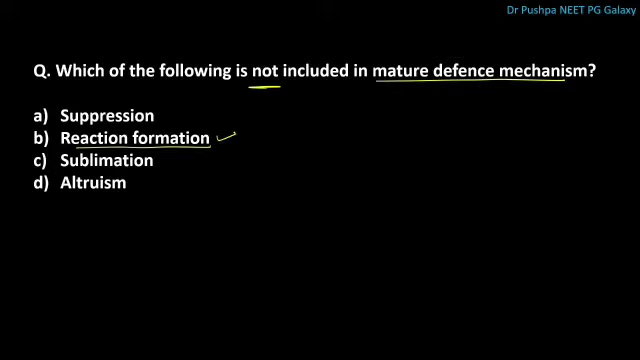 Dr Pushpa NEET PG Galaxy
Q. Which of the following is not included in mature defence mechanism?
a) Suppression
b) Reaction formation
c) Sublimation
d) Altruism